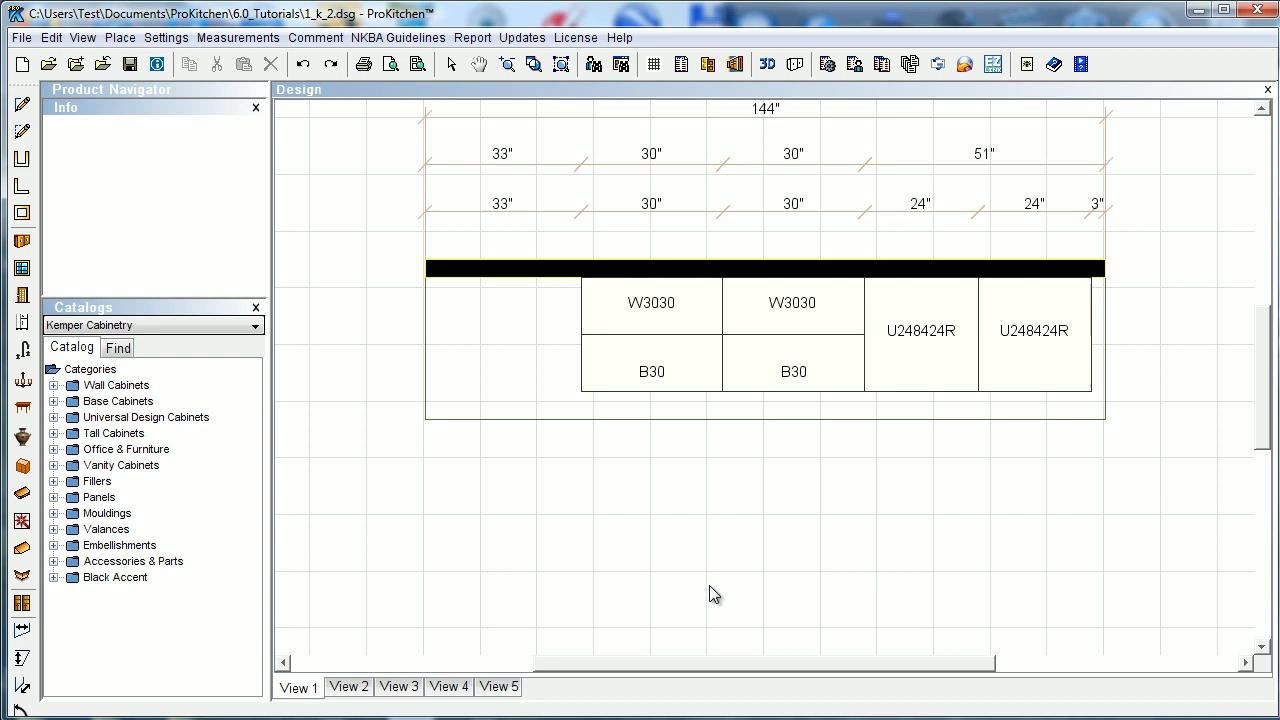 C:\Users\Test\Documents\ProKitchen\6.0_Tutorials\1_k_2.dsg - ProKitchen™
File Edit View Place Settings Measurements Comment NKBA Guidelines Report Updates License Help
3D
EZ
Product Navigator
Info
Catalogs
Kemper Cabinetry
Catalog Find
Categories
Wall Cabinets
Base Cabinets
Universal Design Cabinets
Tall Cabinets
Office & Furniture
Vanity Cabinets
Fillers
Panels
Mouldings
Valances
Embellishments
Accessories & Parts
Black Accent
Design
144"
33" 30" 30" 51"
33" 30" 30" 24" 24" 3"
W3030 W3030
U248424R U248424R
B30 B30
View 1 View 2 View 3 View 4 View 5